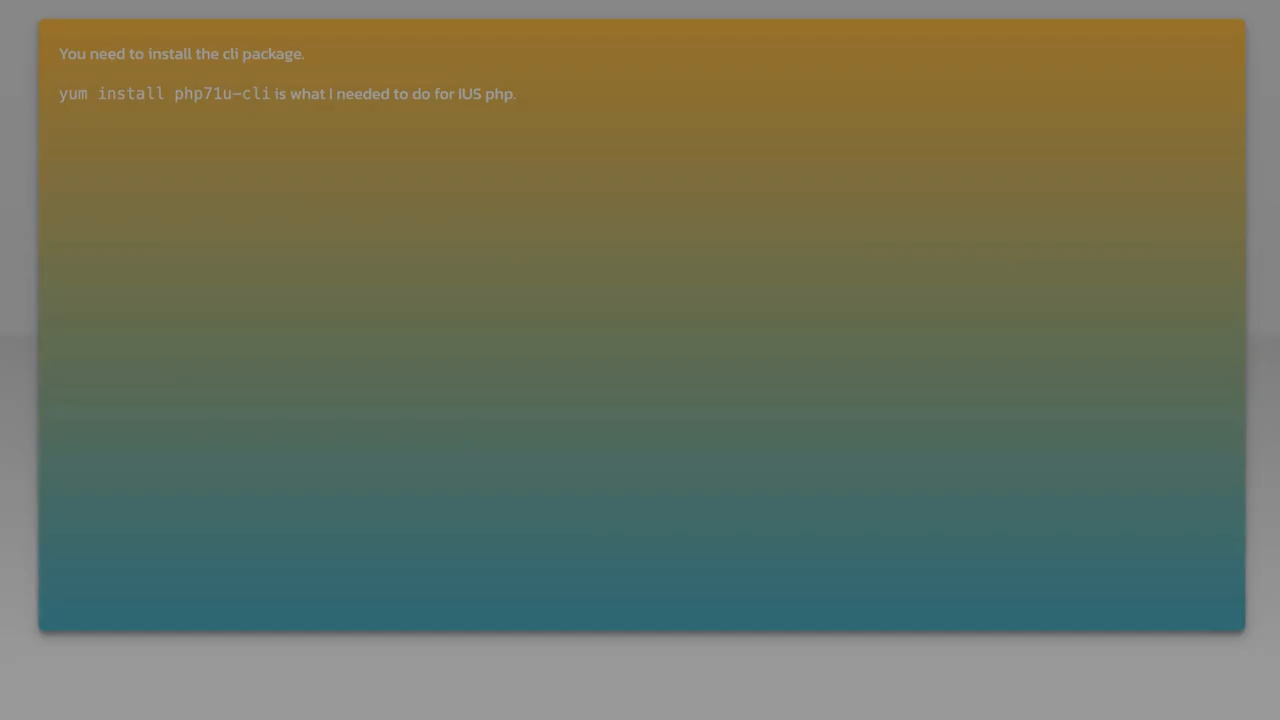 You need to install the cli package.
yum install php71u-cli is what I needed to do for IUS php.